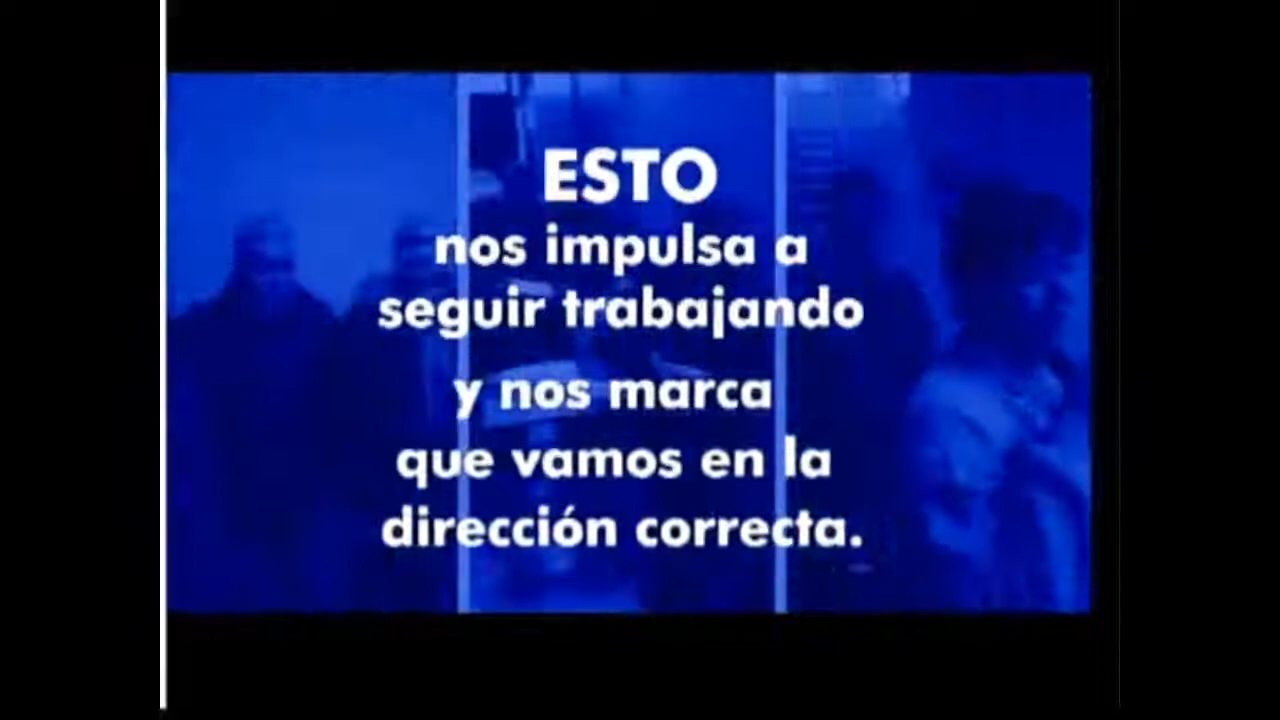 ESTO
nos impulsa a
seguir trabajando
y nos marca
que vamos en la
dirección correcta.